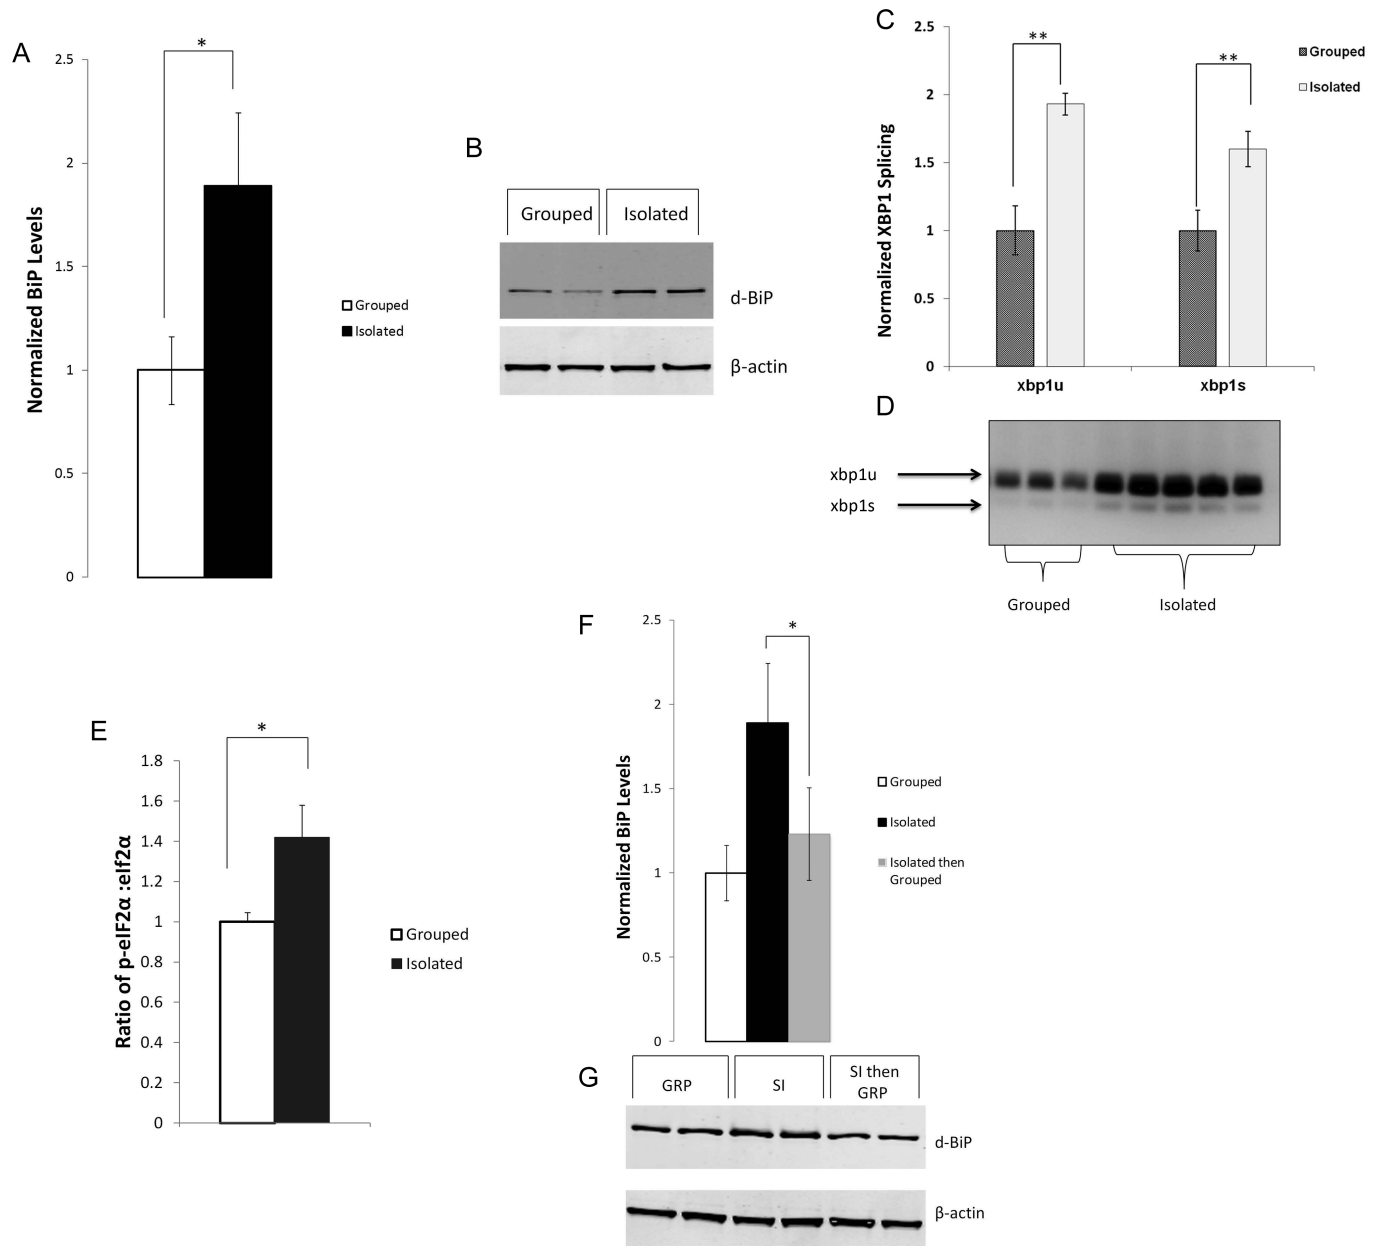 A
*
2.5
2
1.5
1
0.5
0
Normalized BiP Levels
Grouped
Isolated
B
Grouped Isolated
d-BiP
β-actin
C
2.5
2
1.5
1
0.5
0
Normalized XBP1 Splicing
**
**
Grouped
Isolated
xbp1u xbp1s
D
xbp1u
xbp1s
Grouped Isolated
E
*
1.8
1.6
1.4
1.2
1
0.8
0.6
0.4
0.2
0
Ratio of p-eIF2α :eIf2α
Grouped
Isolated
F
*
2.5
2
1.5
1
0.5
0
Normalized BiP Levels
Grouped
Isolated
Isolated then
Grouped
G
GRP SI SI then
GRP
d-BiP
β-actin